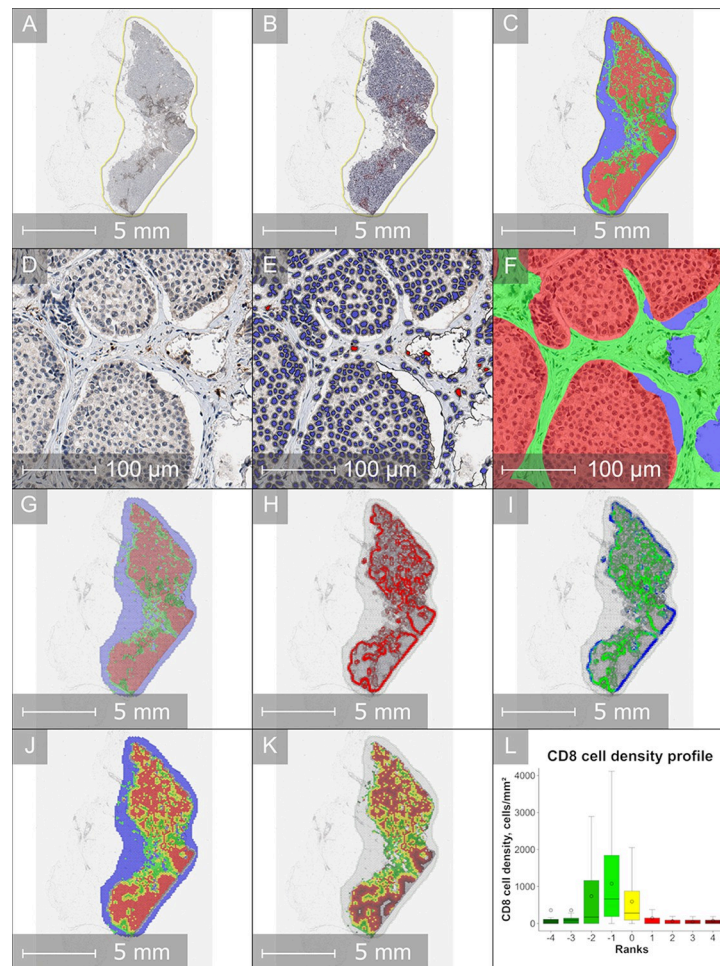 A
B
C
5 mm
5 mm
5 mm
D
E
F
100 µm
100 µm
100 µm
G
H
I
5 mm
5 mm
5 mm
J
K
L
CD8 cell density profile
CD8 cell density, cells/mm²
4000
3000
2000
1000
0
-4 -3 -2 -1 0 1 2 3 4
Ranks
5 mm
5 mm